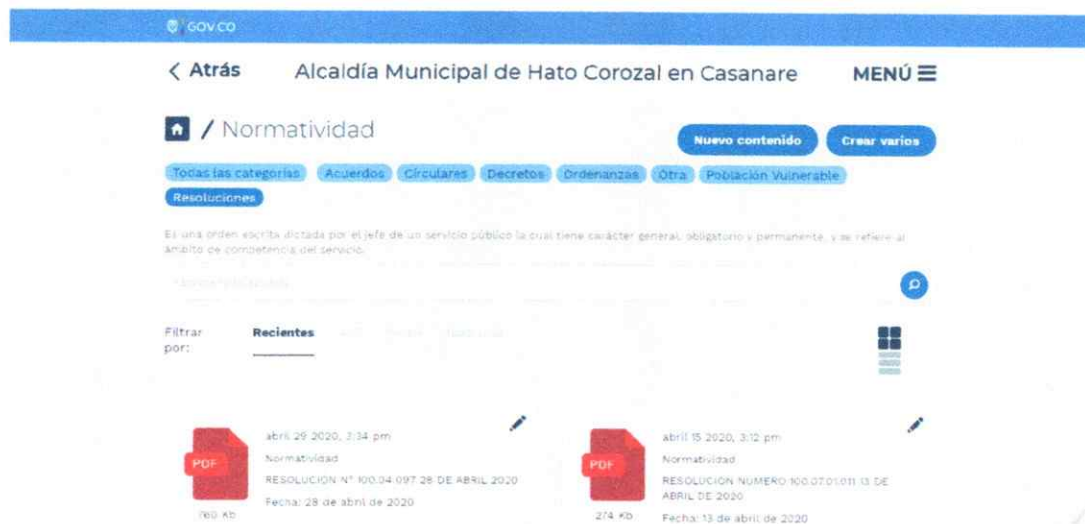 GOV.CO
< Atrás Alcaldía Municipal de Hato Corozal en Casanare MENÚ
/ Normatividad
Nuevo contenido Crear varios
Todas las categorías Acuerdos Circulares Decretos Ordenanzas Otra Población Vulnerable
Resoluciones
Es una orden escrita dictada por el jefe de un servicio público la cual tiene carácter general, obligatorio y permanente, y se refiere al
ámbito de competencia del servicio.
Filtrar
por:
Recientes
PDF
760 Kb
abril 29 2020, 3:34 pm
Normatividad
RESOLUCION N° 100.04.097 28 DE ABRIL 2020
Fecha: 28 de abril de 2020
PDF
274 Kb
abril 15 2020, 3:12 pm
Normatividad
RESOLUCION NUMERO 100.07.01.011 13 DE
ABRIL DE 2020
Fecha: 13 de abril de 2020